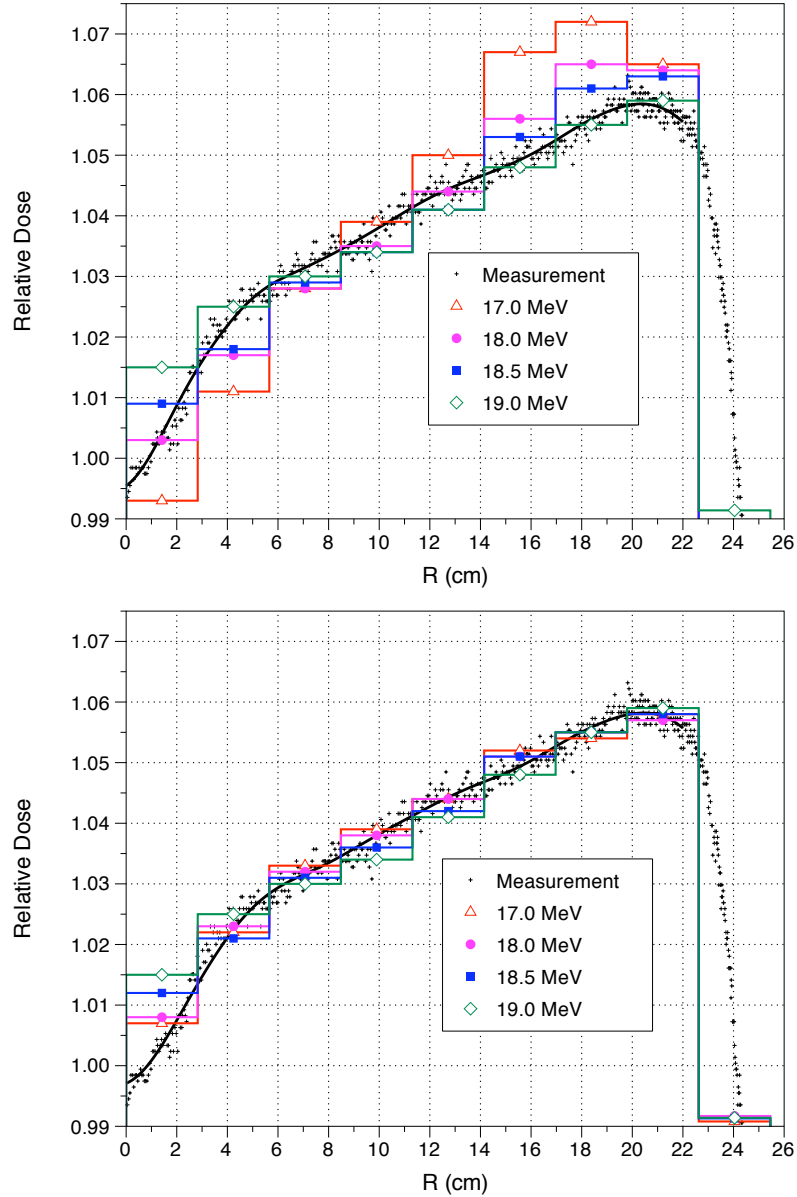 1.07
1.06
1.05
1.04
1.03
1.02
1.01
1.00
0.99
Relative Dose
Measurement
17.0 MeV
18.0 MeV
18.5 MeV
19.0 MeV
0 2 4 6 8 10 12 14 16 18 20 22 24 26
R (cm)
1.07
1.06
1.05
1.04
1.03
1.02
1.01
1.00
0.99
Relative Dose
Measurement
17.0 MeV
18.0 MeV
18.5 MeV
19.0 MeV
0 2 4 6 8 10 12 14 16 18 20 22 24 26
R (cm)